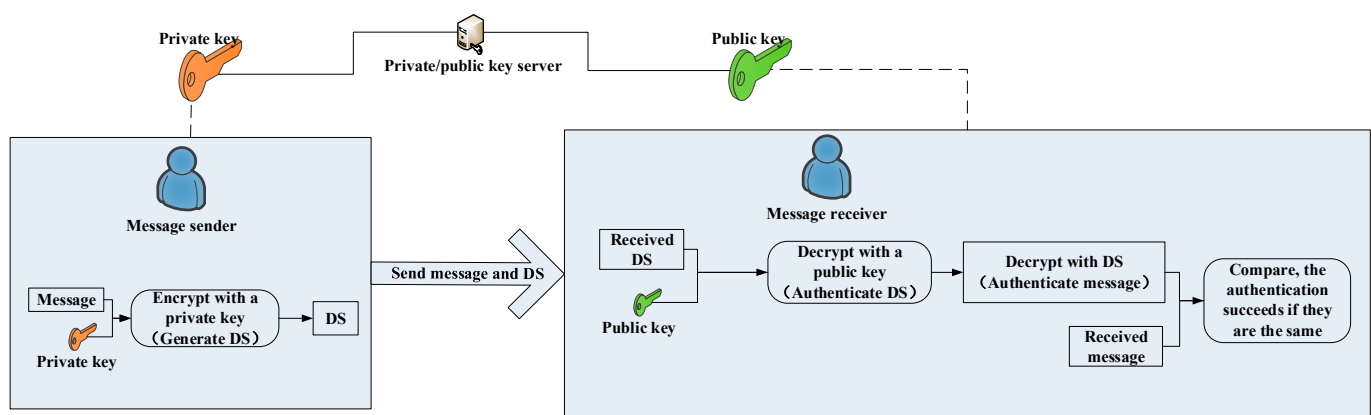 Private key
Private/public key server
Public key
Message sender
Message
Private key
Encrypt with a
private key
（Generate DS）
DS
Send message and DS
Message receiver
Received
DS
Public key
Decrypt with a
public key
（Authenticate DS）
Decrypt with DS
（Authenticate message）
Received
message
Compare, the
authentication
succeeds if they
are the same